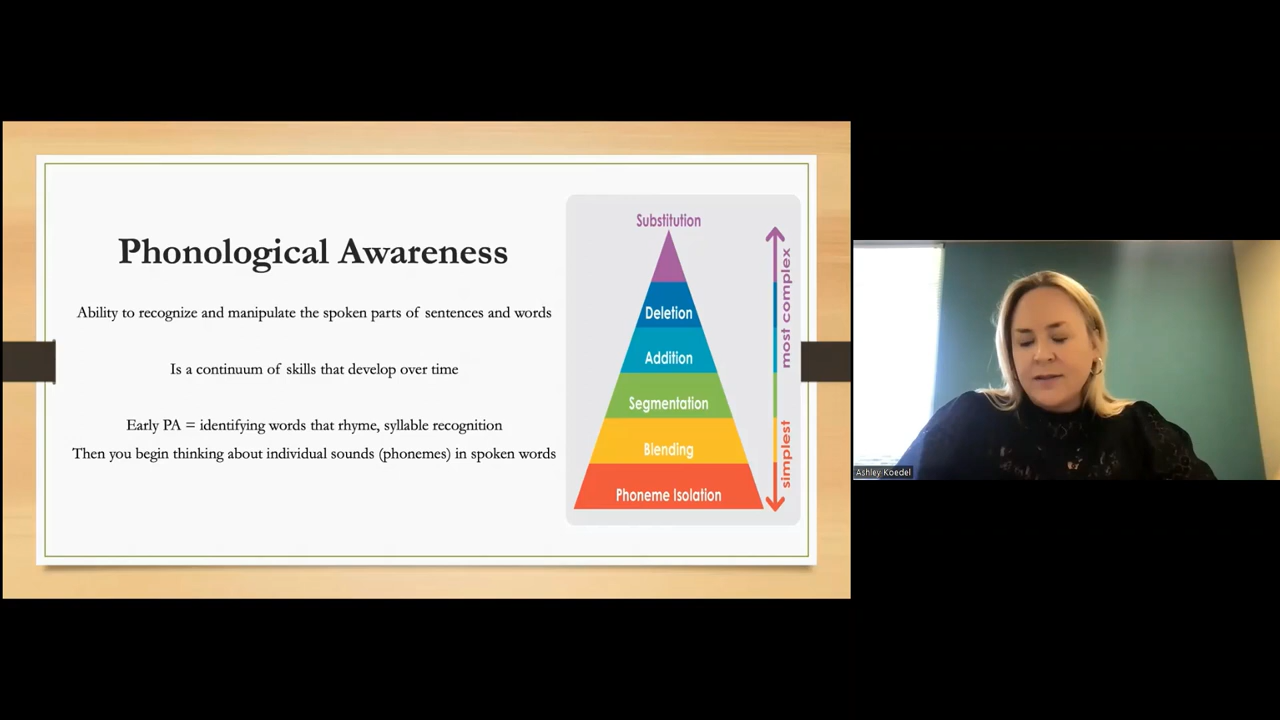 Phonological Awareness
Ability to recognize and manipulate the spoken parts of sentences and words
Is a continuum of skills that develop over time
Early PA = identifying words that rhyme, syllable recognition
Then you begin thinking about individual sounds (phonemes) in spoken words
Substitution
Deletion
Addition
Segmentation
Blending
Phoneme Isolation
most complex
simplest
Ashley Koedel